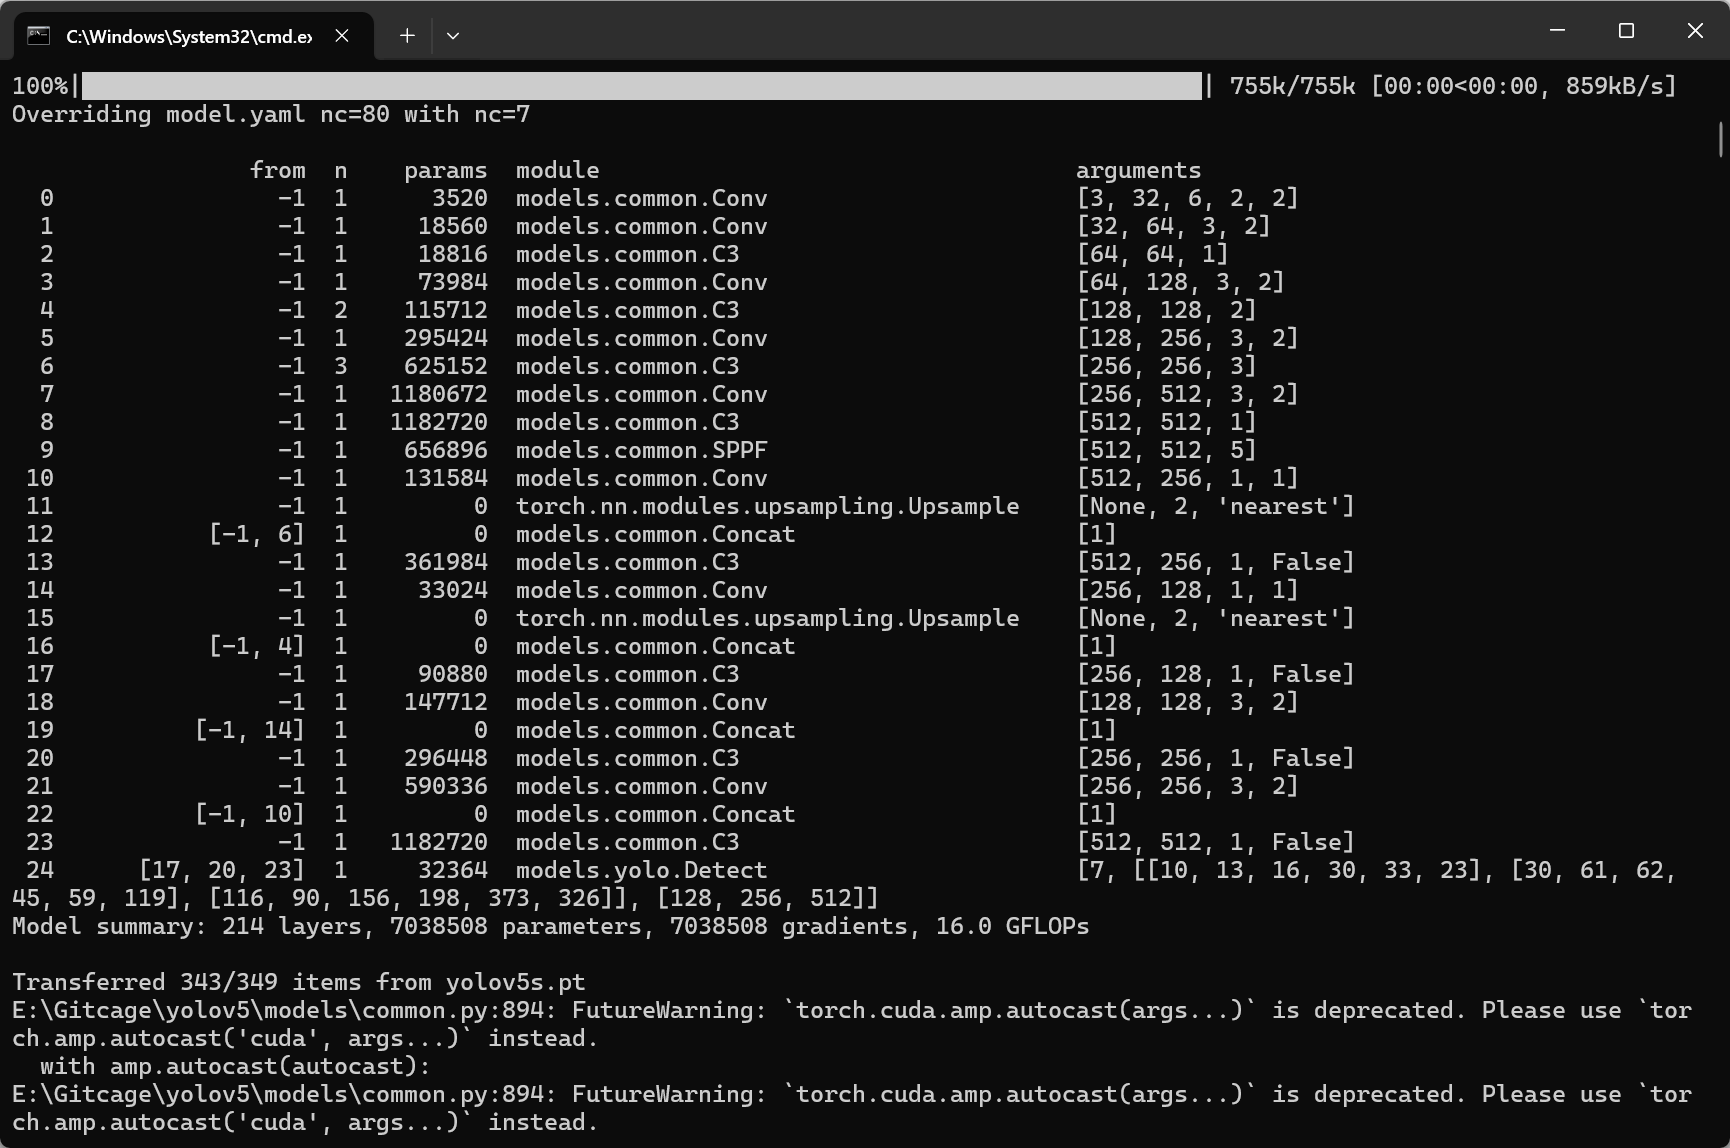 C:\Windows\System32\cmd.ex
100%| | 755k/755k [00:00<00:00, 859kB/s]
Overriding model.yaml nc=80 with nc=7
from n params module arguments
0 -1 1 3520 models.common.Conv [3, 32, 6, 2, 2]
1 -1 1 18560 models.common.Conv [32, 64, 3, 2]
2 -1 1 18816 models.common.C3 [64, 64, 1]
3 -1 1 73984 models.common.Conv [64, 128, 3, 2]
4 -1 2 115712 models.common.C3 [128, 128, 2]
5 -1 1 295424 models.common.Conv [128, 256, 3, 2]
6 -1 3 625152 models.common.C3 [256, 256, 3]
7 -1 1 1180672 models.common.Conv [256, 512, 3, 2]
8 -1 1 1182720 models.common.C3 [512, 512, 1]
9 -1 1 656896 models.common.SPPF [512, 512, 5]
10 -1 1 131584 models.common.Conv [512, 256, 1, 1]
11 -1 1 0 torch.nn.modules.upsampling.Upsample [None, 2, 'nearest']
12 [-1, 6] 1 0 models.common.Concat [1]
13 -1 1 361984 models.common.C3 [512, 256, 1, False]
14 -1 1 33024 models.common.Conv [256, 128, 1, 1]
15 -1 1 0 torch.nn.modules.upsampling.Upsample [None, 2, 'nearest']
16 [-1, 4] 1 0 models.common.Concat [1]
17 -1 1 90880 models.common.C3 [256, 128, 1, False]
18 -1 1 147712 models.common.Conv [128, 128, 3, 2]
19 [-1, 14] 1 0 models.common.Concat [1]
20 -1 1 296448 models.common.C3 [256, 256, 1, False]
21 -1 1 590336 models.common.Conv [256, 256, 3, 2]
22 [-1, 10] 1 0 models.common.Concat [1]
23 -1 1 1182720 models.common.C3 [512, 512, 1, False]
24 [17, 20, 23] 1 32364 models.yolo.Detect [7, [[10, 13, 16, 30, 33, 23], [30, 61, 62,
45, 59, 119], [116, 90, 156, 198, 373, 326]], [128, 256, 512]]
Model summary: 214 layers, 7038508 parameters, 7038508 gradients, 16.0 GFLOPs
Transferred 343/349 items from yolov5s.pt
E:\Gitcage\yolov5\models\common.py:894: FutureWarning: `torch.cuda.amp.autocast(args...)` is deprecated. Please use `tor
ch.amp.autocast('cuda', args...)` instead.
with amp.autocast(autocast):
E:\Gitcage\yolov5\models\common.py:894: FutureWarning: `torch.cuda.amp.autocast(args...)` is deprecated. Please use `tor
ch.amp.autocast('cuda', args...)` instead.